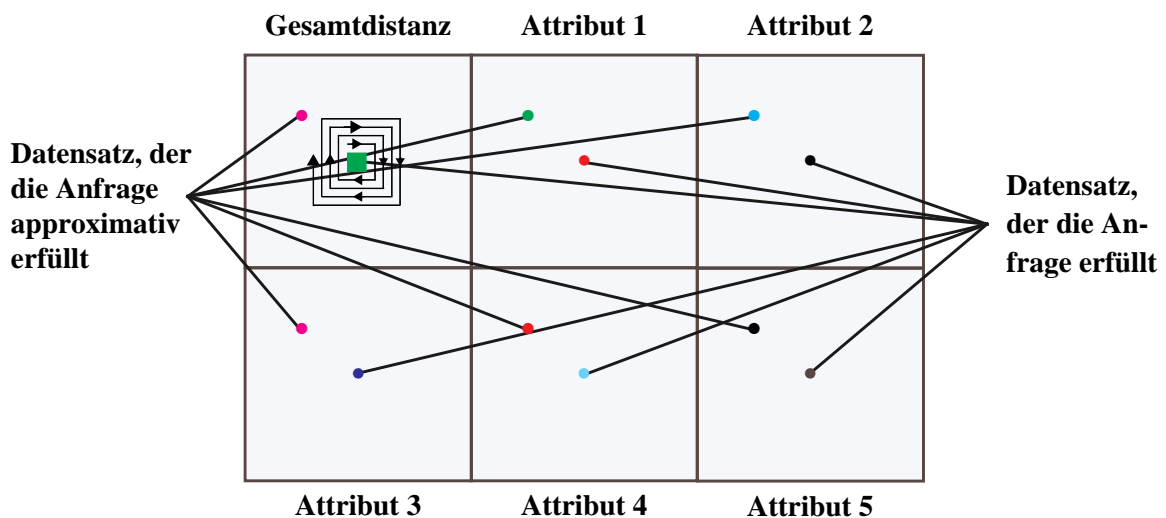 Gesamtdistanz
Attribut 1
Attribut 2
Datensatz, der
die Anfrage
approximativ
erfüllt
Datensatz,
der die An-
frage erfüllt
Attribut 3
Attribut 4
Attribut 5